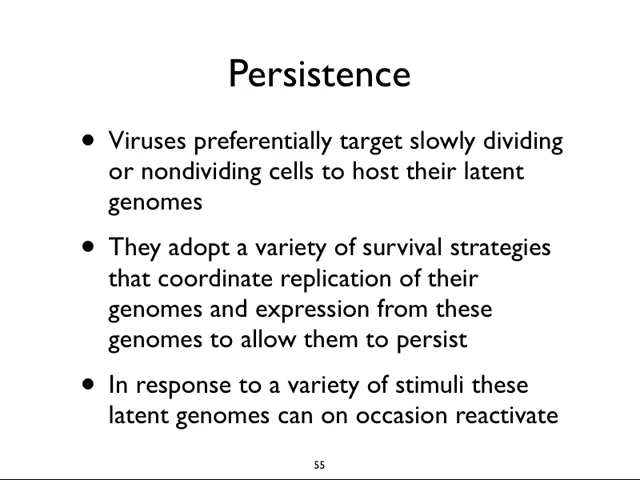 Persistence
• Viruses preferentially target slowly dividing
or nondividing cells to host their latent
genomes
• They adopt a variety of survival strategies
that coordinate replication of their
genomes and expression from these
genomes to allow them to persist
• In response to a variety of stimuli these
latent genomes can on occasion reactivate
55